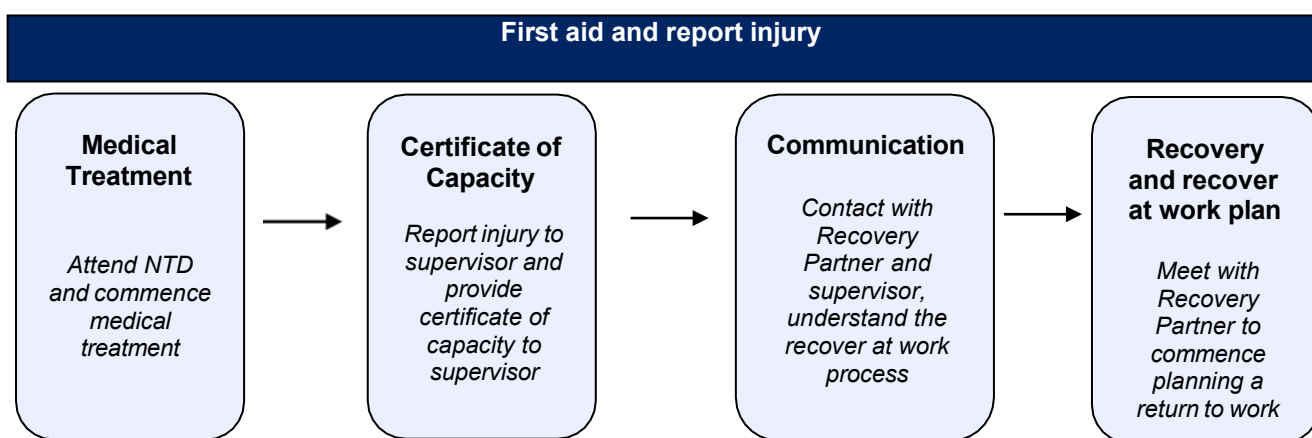 First aid and report injury
Medical
Treatment
Attend NTD
and commence
medical
treatment
Certificate of
Capacity
Report injury to
supervisor and
provide
certificate of
capacity to
supervisor
Communication
Contact with
Recovery
Partner and
supervisor,
understand the
recover at work
process
Recovery
and recover
at work plan
Meet with
Recovery
Partner to
commence
planning a
return to work